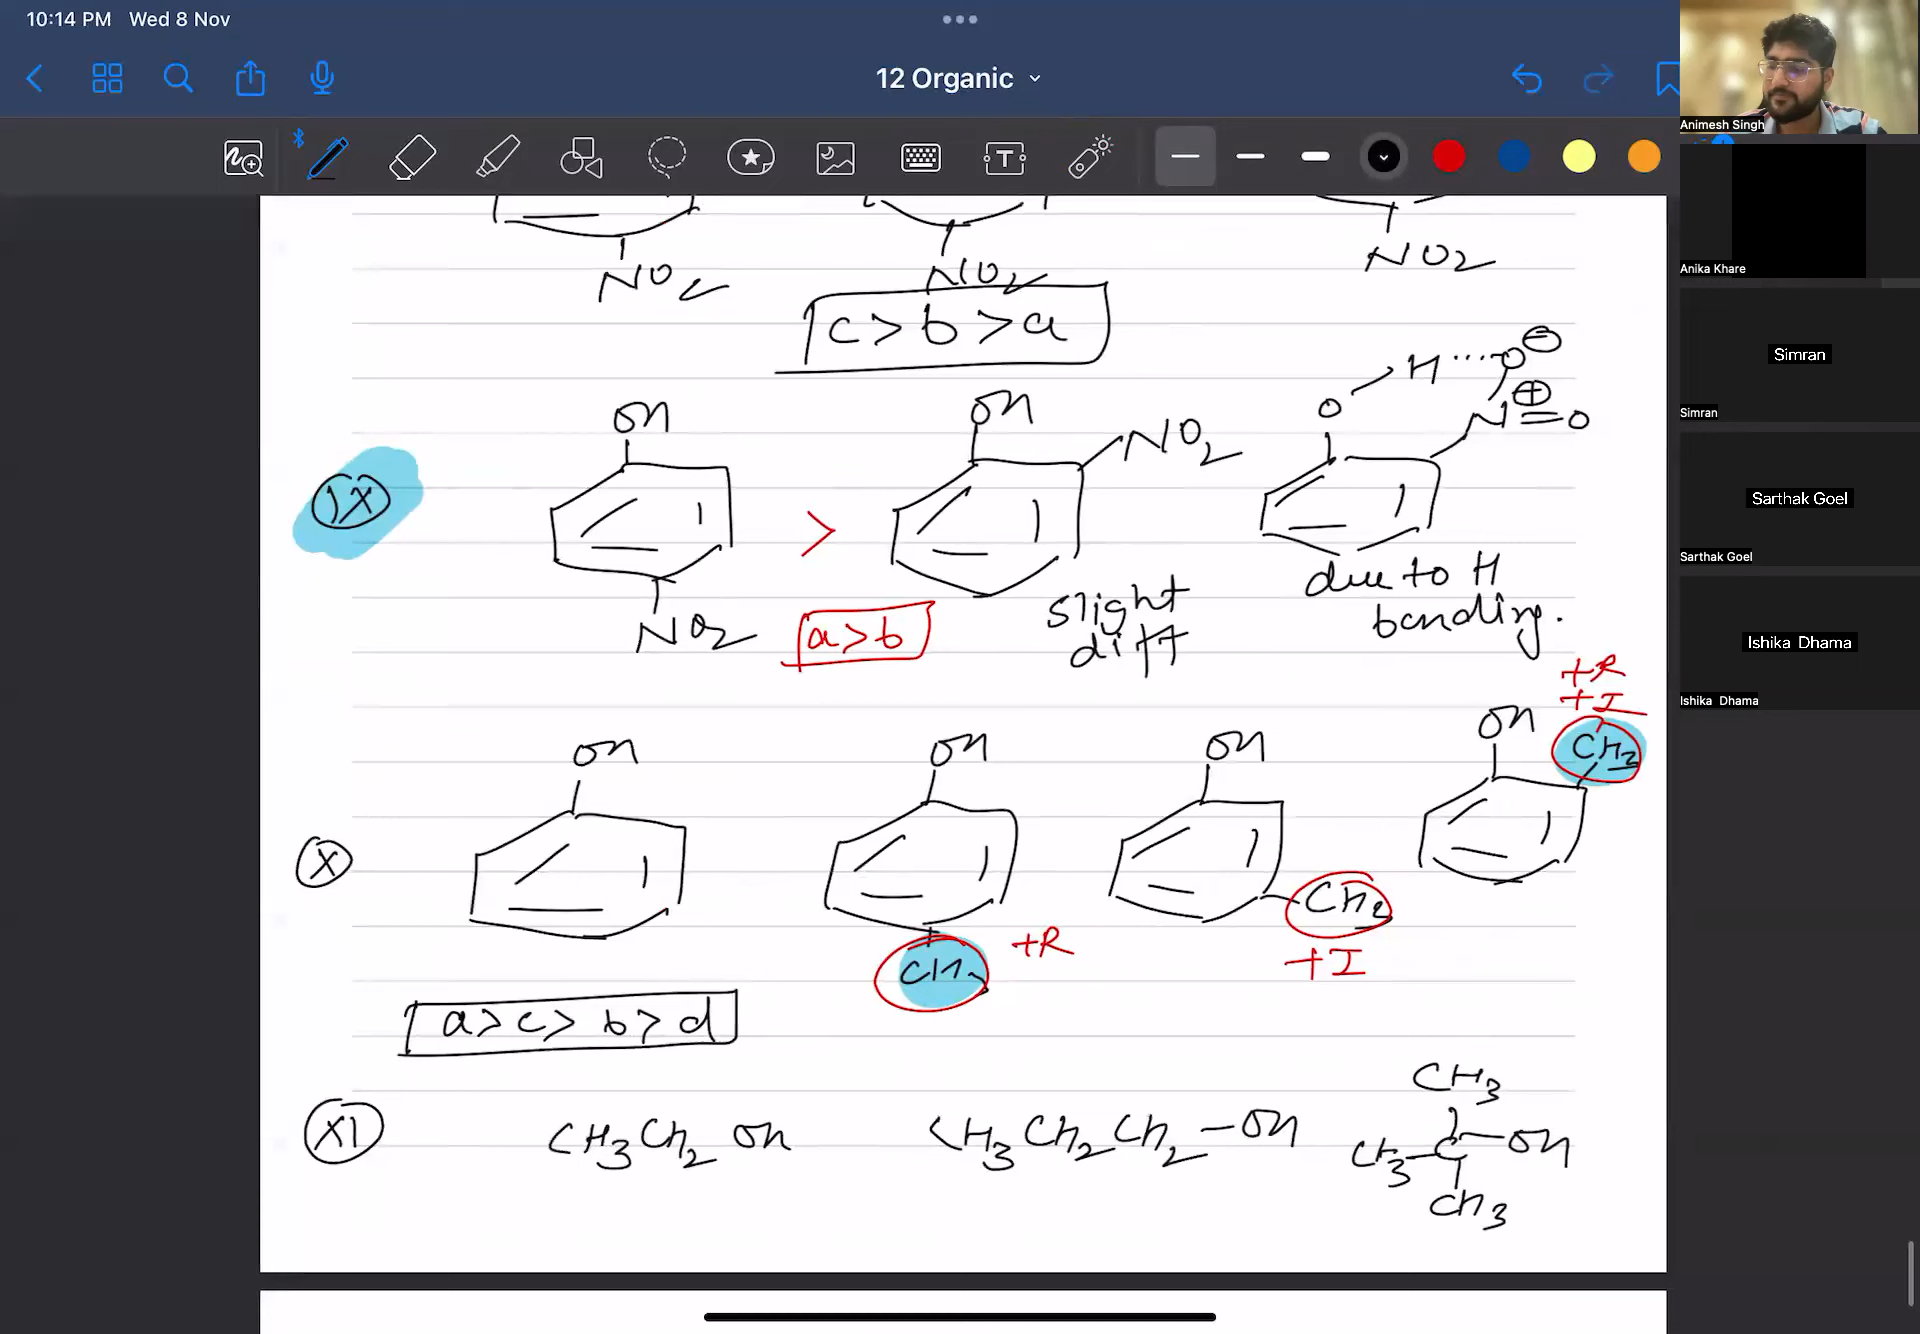 10:14 PM Wed 8 Nov
12 Organic
T
Animesh Singh
Anika Khare
Simran
Simran
Sarthak Goel
Sarthak Goel
Ishika Dhama
Ishika Dhama
NO2 NO2 NO2
c > b > a
H O ⊖
OH OH NO2 O N ⊕ = O
IX
>
NO2 a > b
slight diff
due to H bonding.
+R
+I
OH OH OH OH CH3
X
CH3
CH3 +R +I
a > c > b > d
XI CH3CH2OH CH3CH2CH2-OH
CH3
CH3-C-OH
CH3